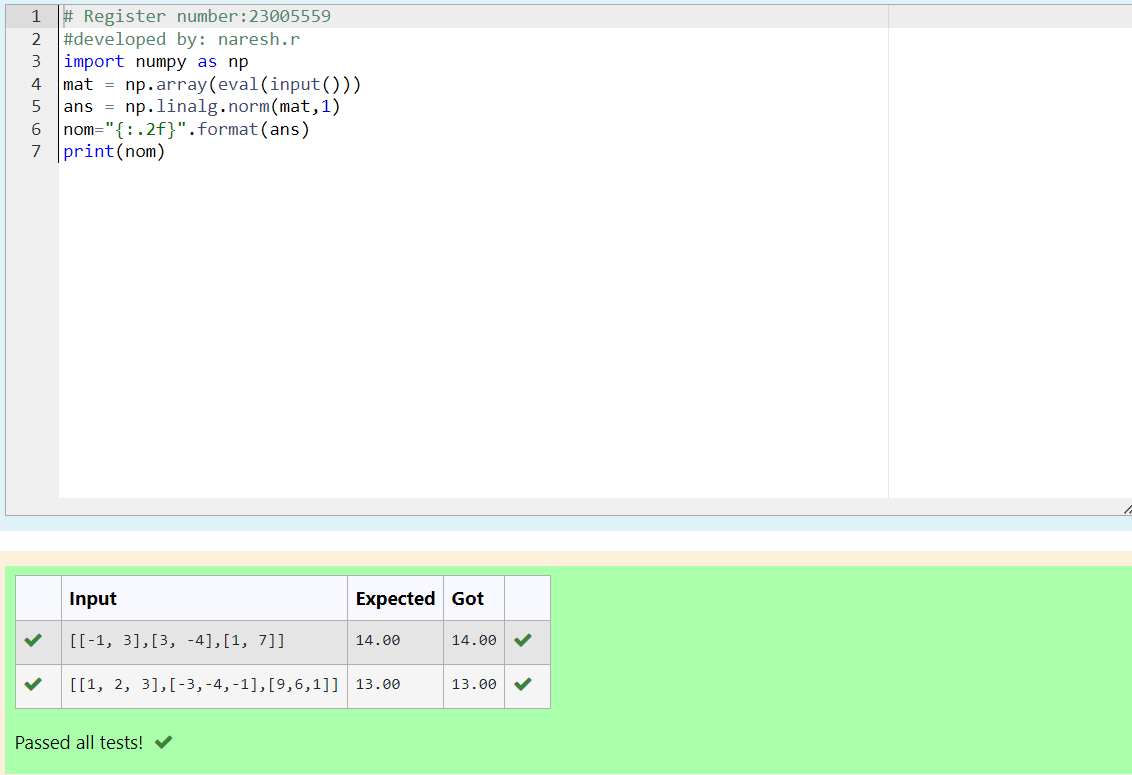 1 # Register number:23005559
2 #developed by: naresh.r
3 import numpy as np
4 mat = np.array(eval(input()))
5 ans = np.linalg.norm(mat,1)
6 nom="{:.2f}".format(ans)
7 print(nom)
Input Expected Got
[[-1, 3],[3, -4],[1, 7]] 14.00 14.00
[[1, 2, 3],[-3,-4,-1],[9,6,1]] 13.00 13.00
Passed all tests!